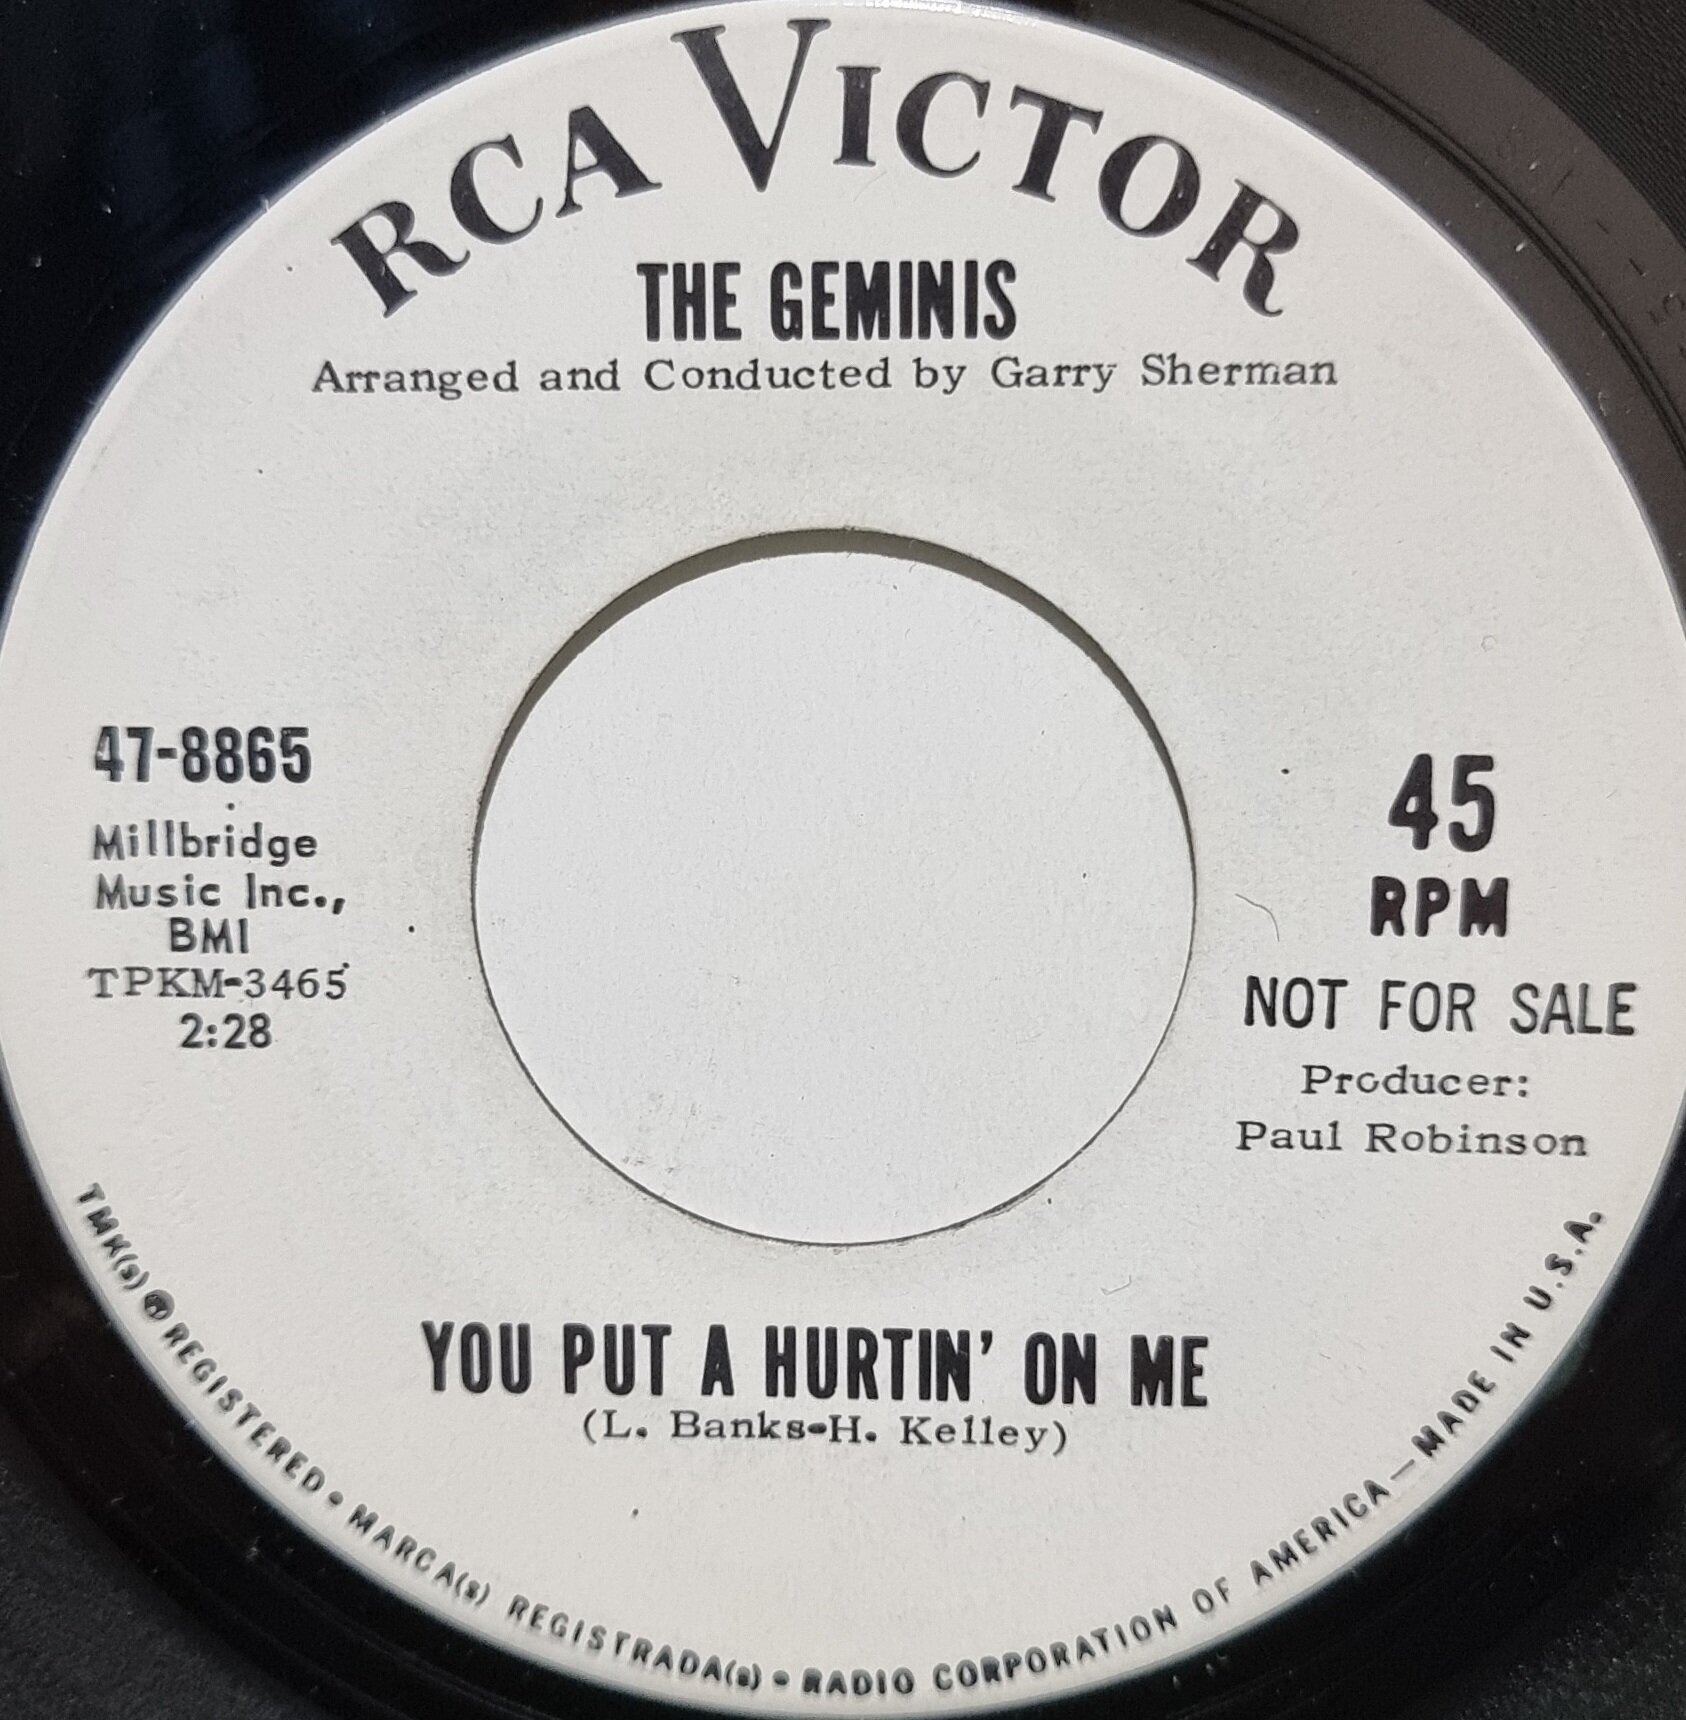 RCA VICTOR
THE GEMINIS
Arranged and Conducted by Garry Sherman
47-8865
Millbridge
Music Inc.,
BMI
TPKM-3465
2:28
45
RPM
NOT FOR SALE
Producer:
Paul Robinson
YOU PUT A HURTIN' ON ME
(L. Banks-H. Kelley)
TMK(s) ® REGISTERED • MARCA(s) REGISTRADA(s) • RADIO CORPORATION OF AMERICA—MADE IN U.S.A.